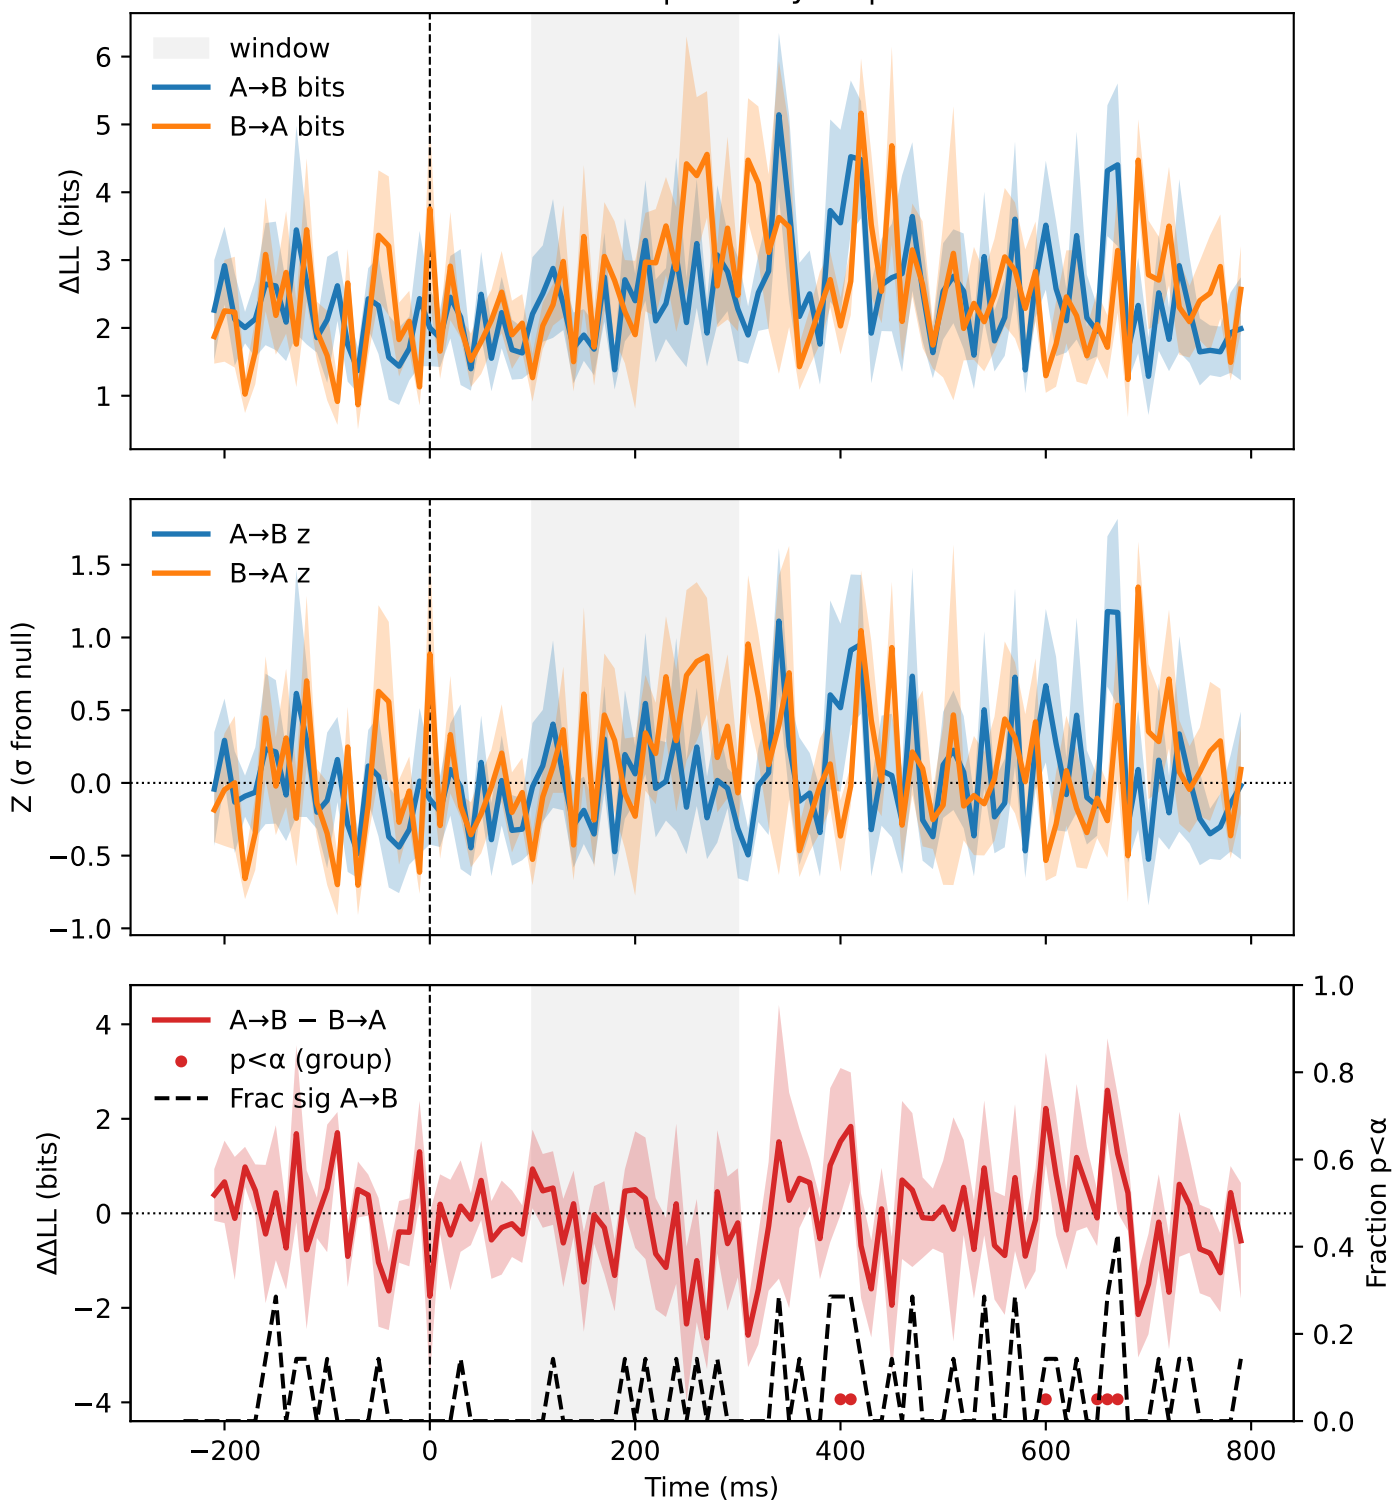 window
A→B bits
B→A bits
6
5
4
3
2
1
ΔLL (bits)
A→B z
B→A z
1.5
1.0
0.5
0.0
−0.5
−1.0
Z (σ from null)
A→B − B→A
p<α (group)
Frac sig A→B
4
2
0
−2
−4
ΔΔLL (bits)
1.0
0.8
0.6
0.4
0.2
0.0
Fraction p<α
−200 0 200 400 600 800
Time (ms)